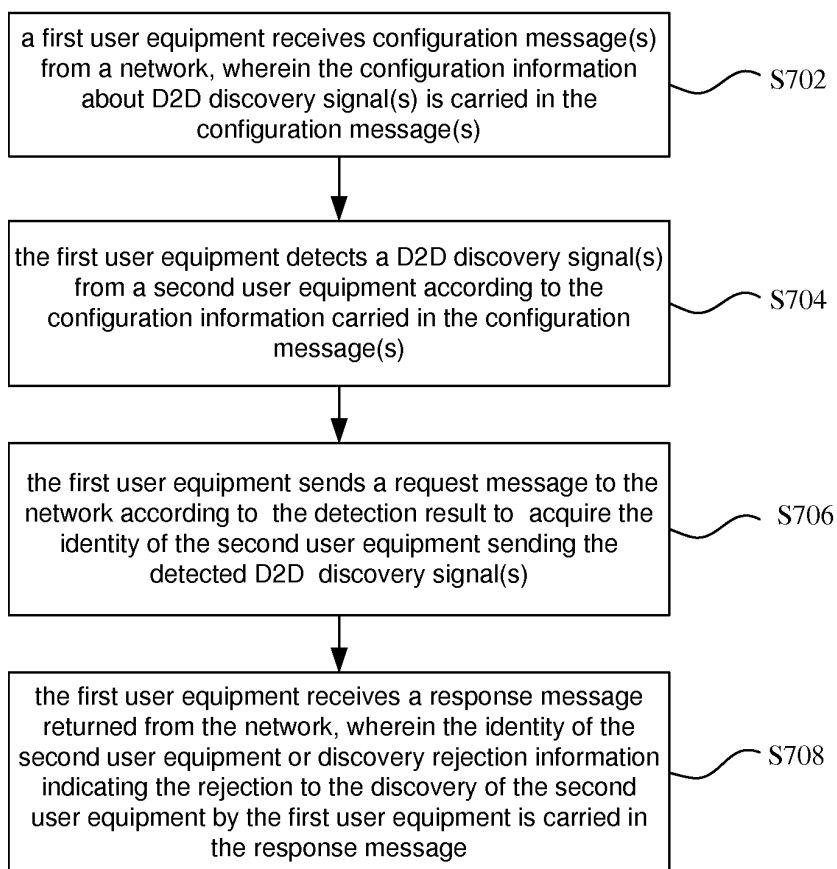 a first user equipment receives configuration message(s)
from a network, wherein the configuration information
about D2D discovery signal(s) is carried in the
configuration message(s)
S702
the first user equipment detects a D2D discovery signal(s)
from a second user equipment according to the
configuration information carried in the configuration
message(s)
S704
the first user equipment sends a request message to the
network according to the detection result to acquire the
identity of the second user equipment sending the
detected D2D discovery signal(s)
S706
the first user equipment receives a response message
returned from the network, wherein the identity of the
second user equipment or discovery rejection information
indicating the rejection to the discovery of the second
user equipment by the first user equipment is carried in
the response message
S708